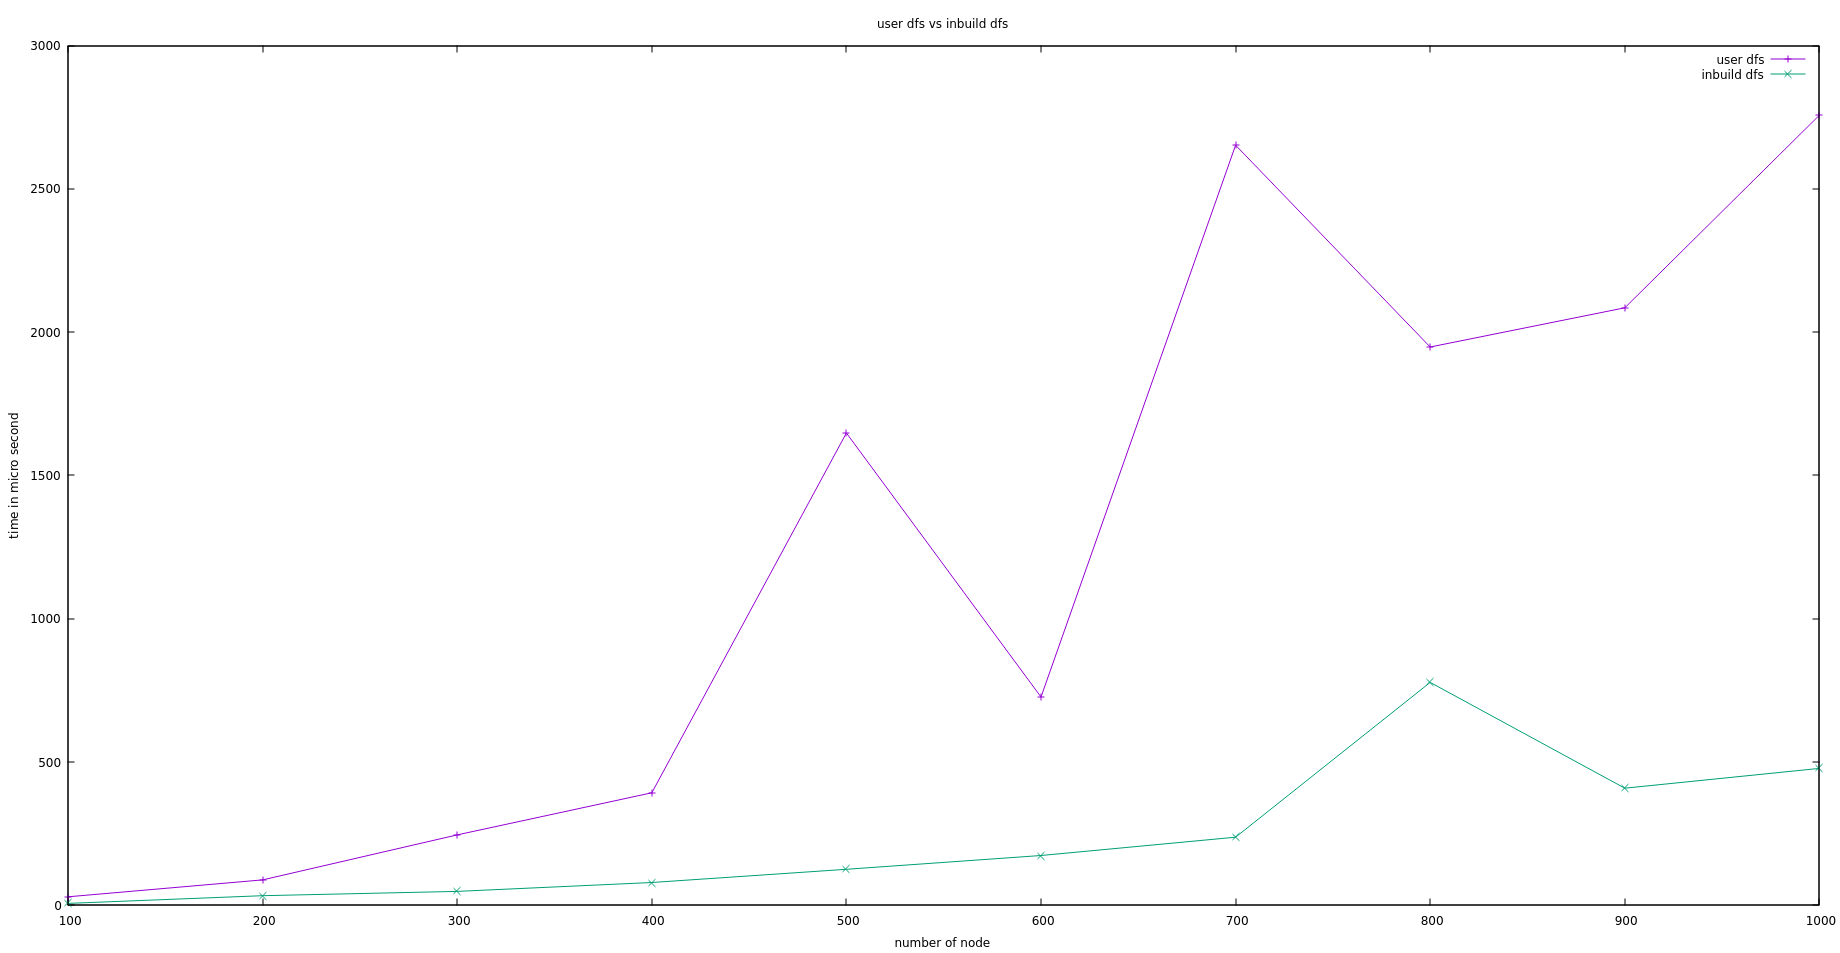 user dfs vs inbuild dfs
user dfs
inbuild dfs
3000
2500
2000
1500
1000
500
0
time in micro second
100 200 300 400 500 600 700 800 900 1000
number of node